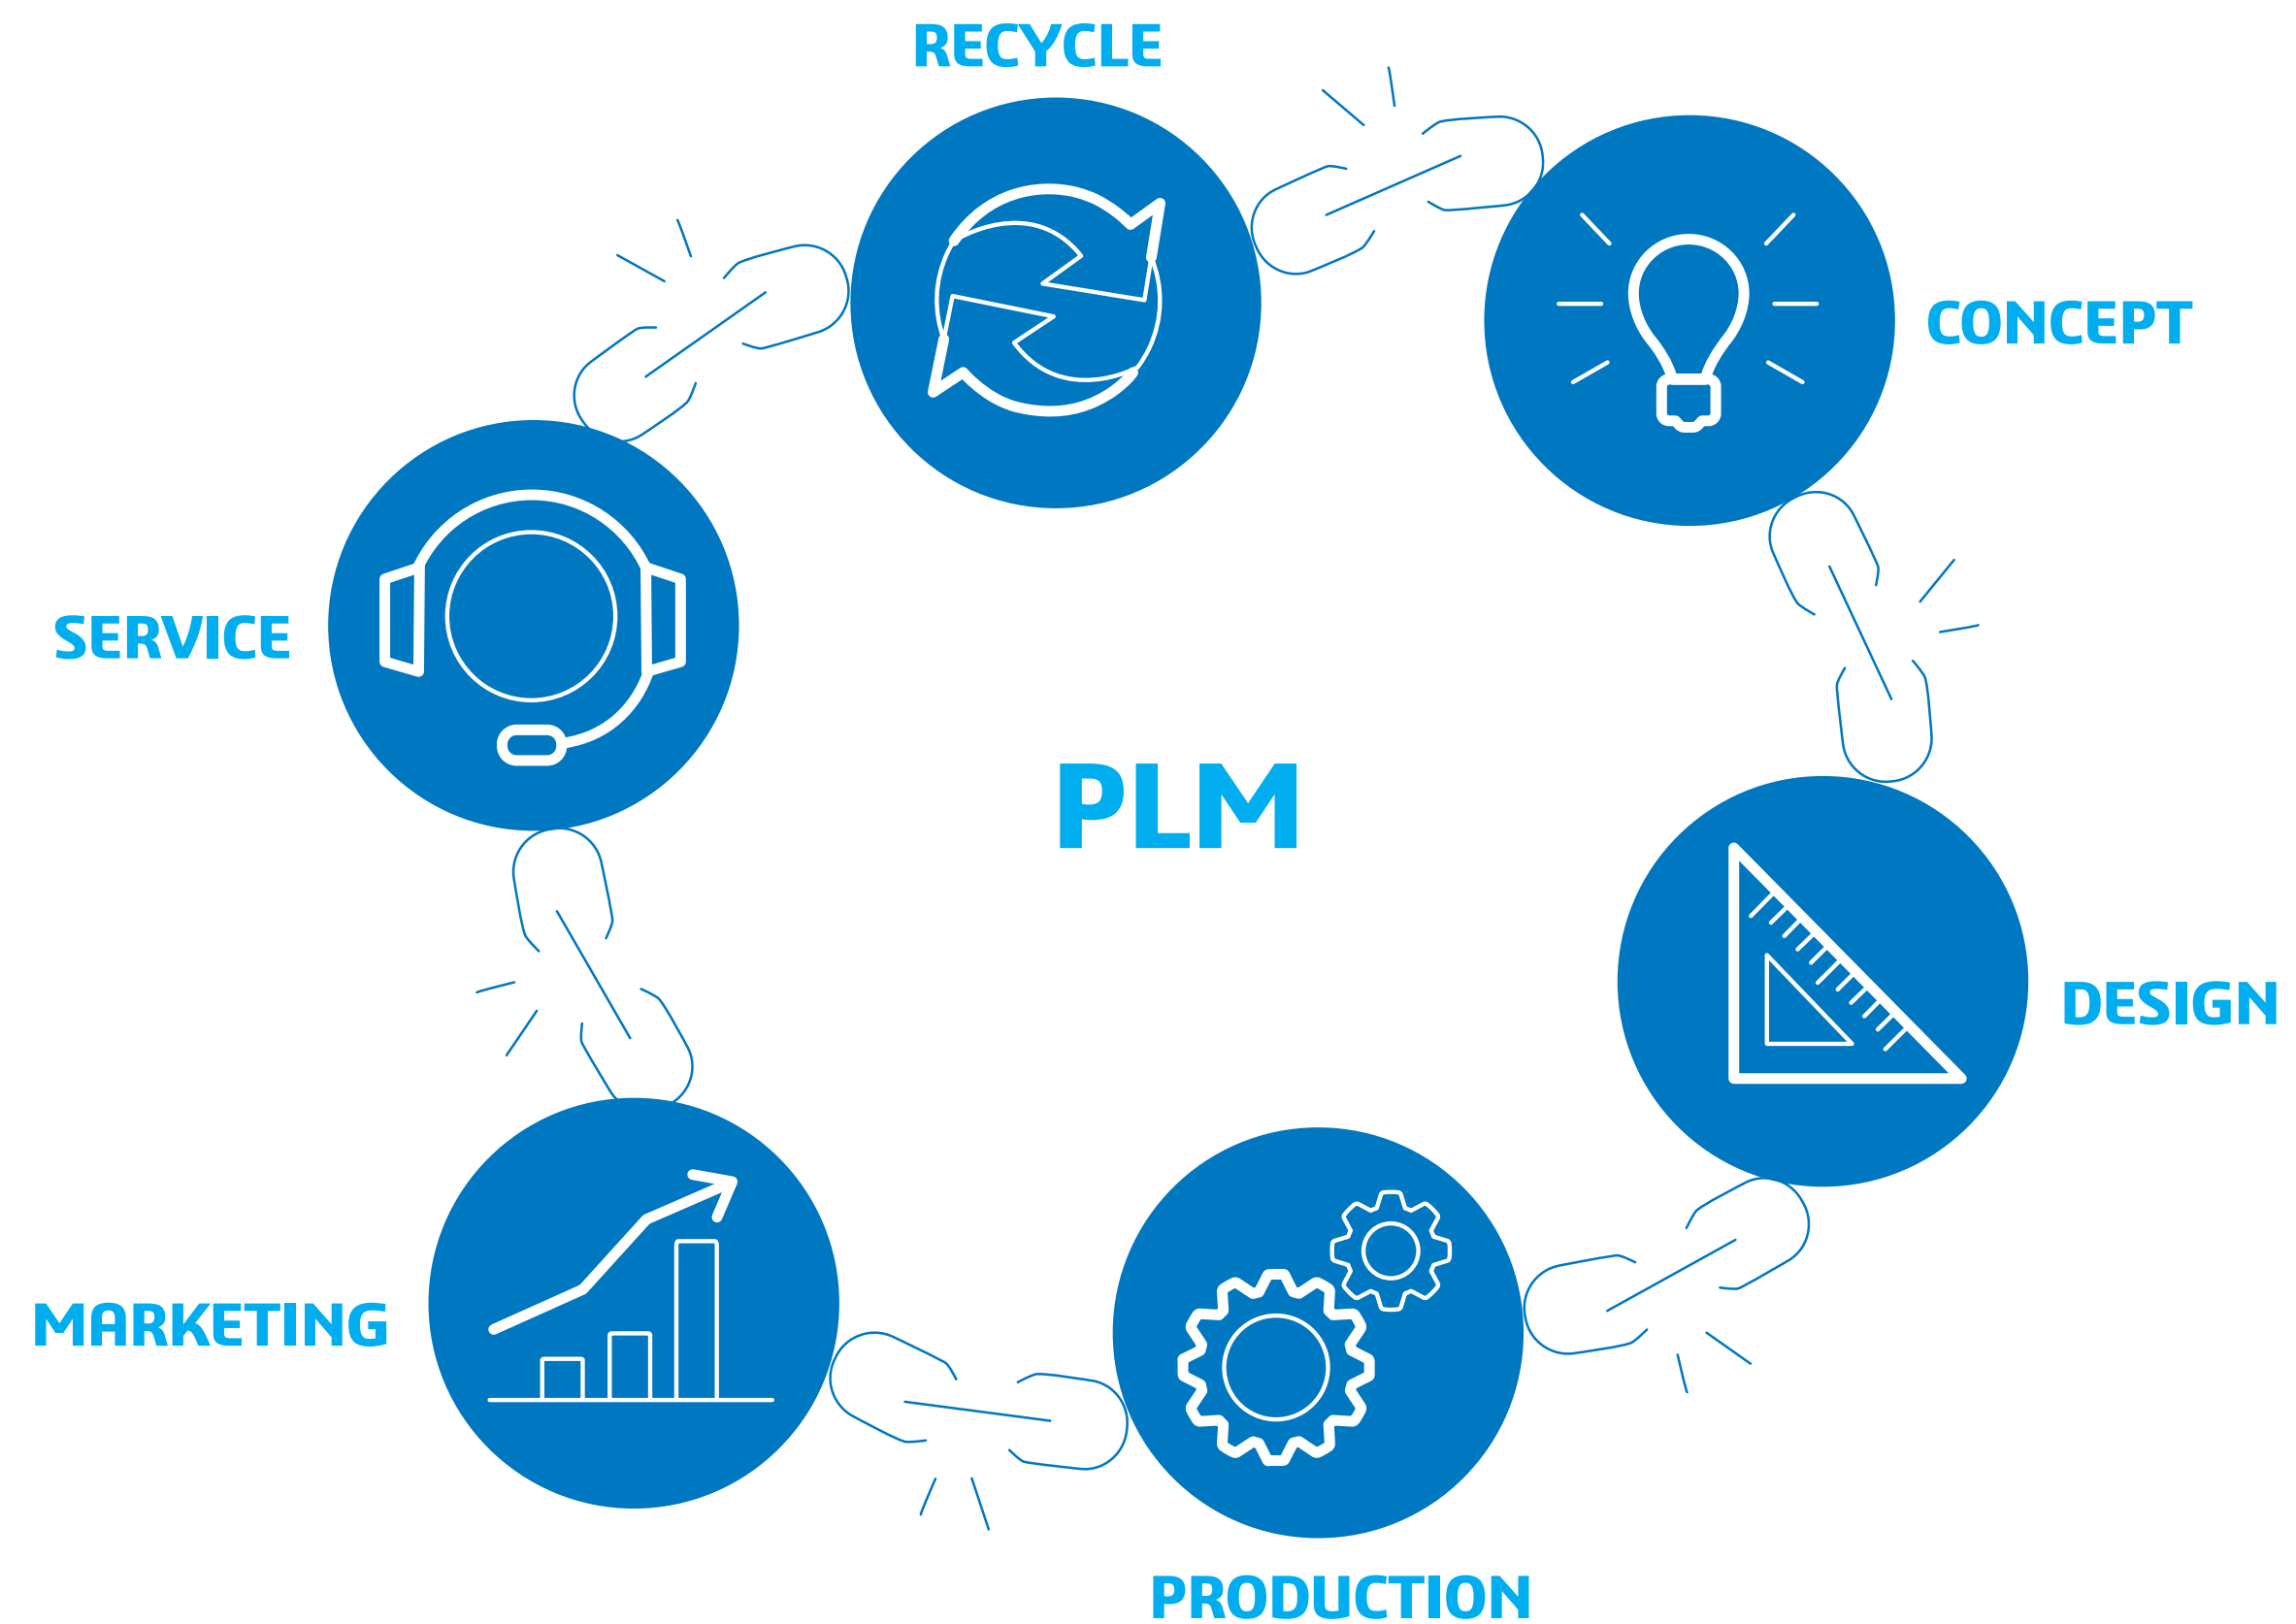 RECYCLE
CONCEPT
SERVICE
PLM
DESIGN
MARKETING
PRODUCTION